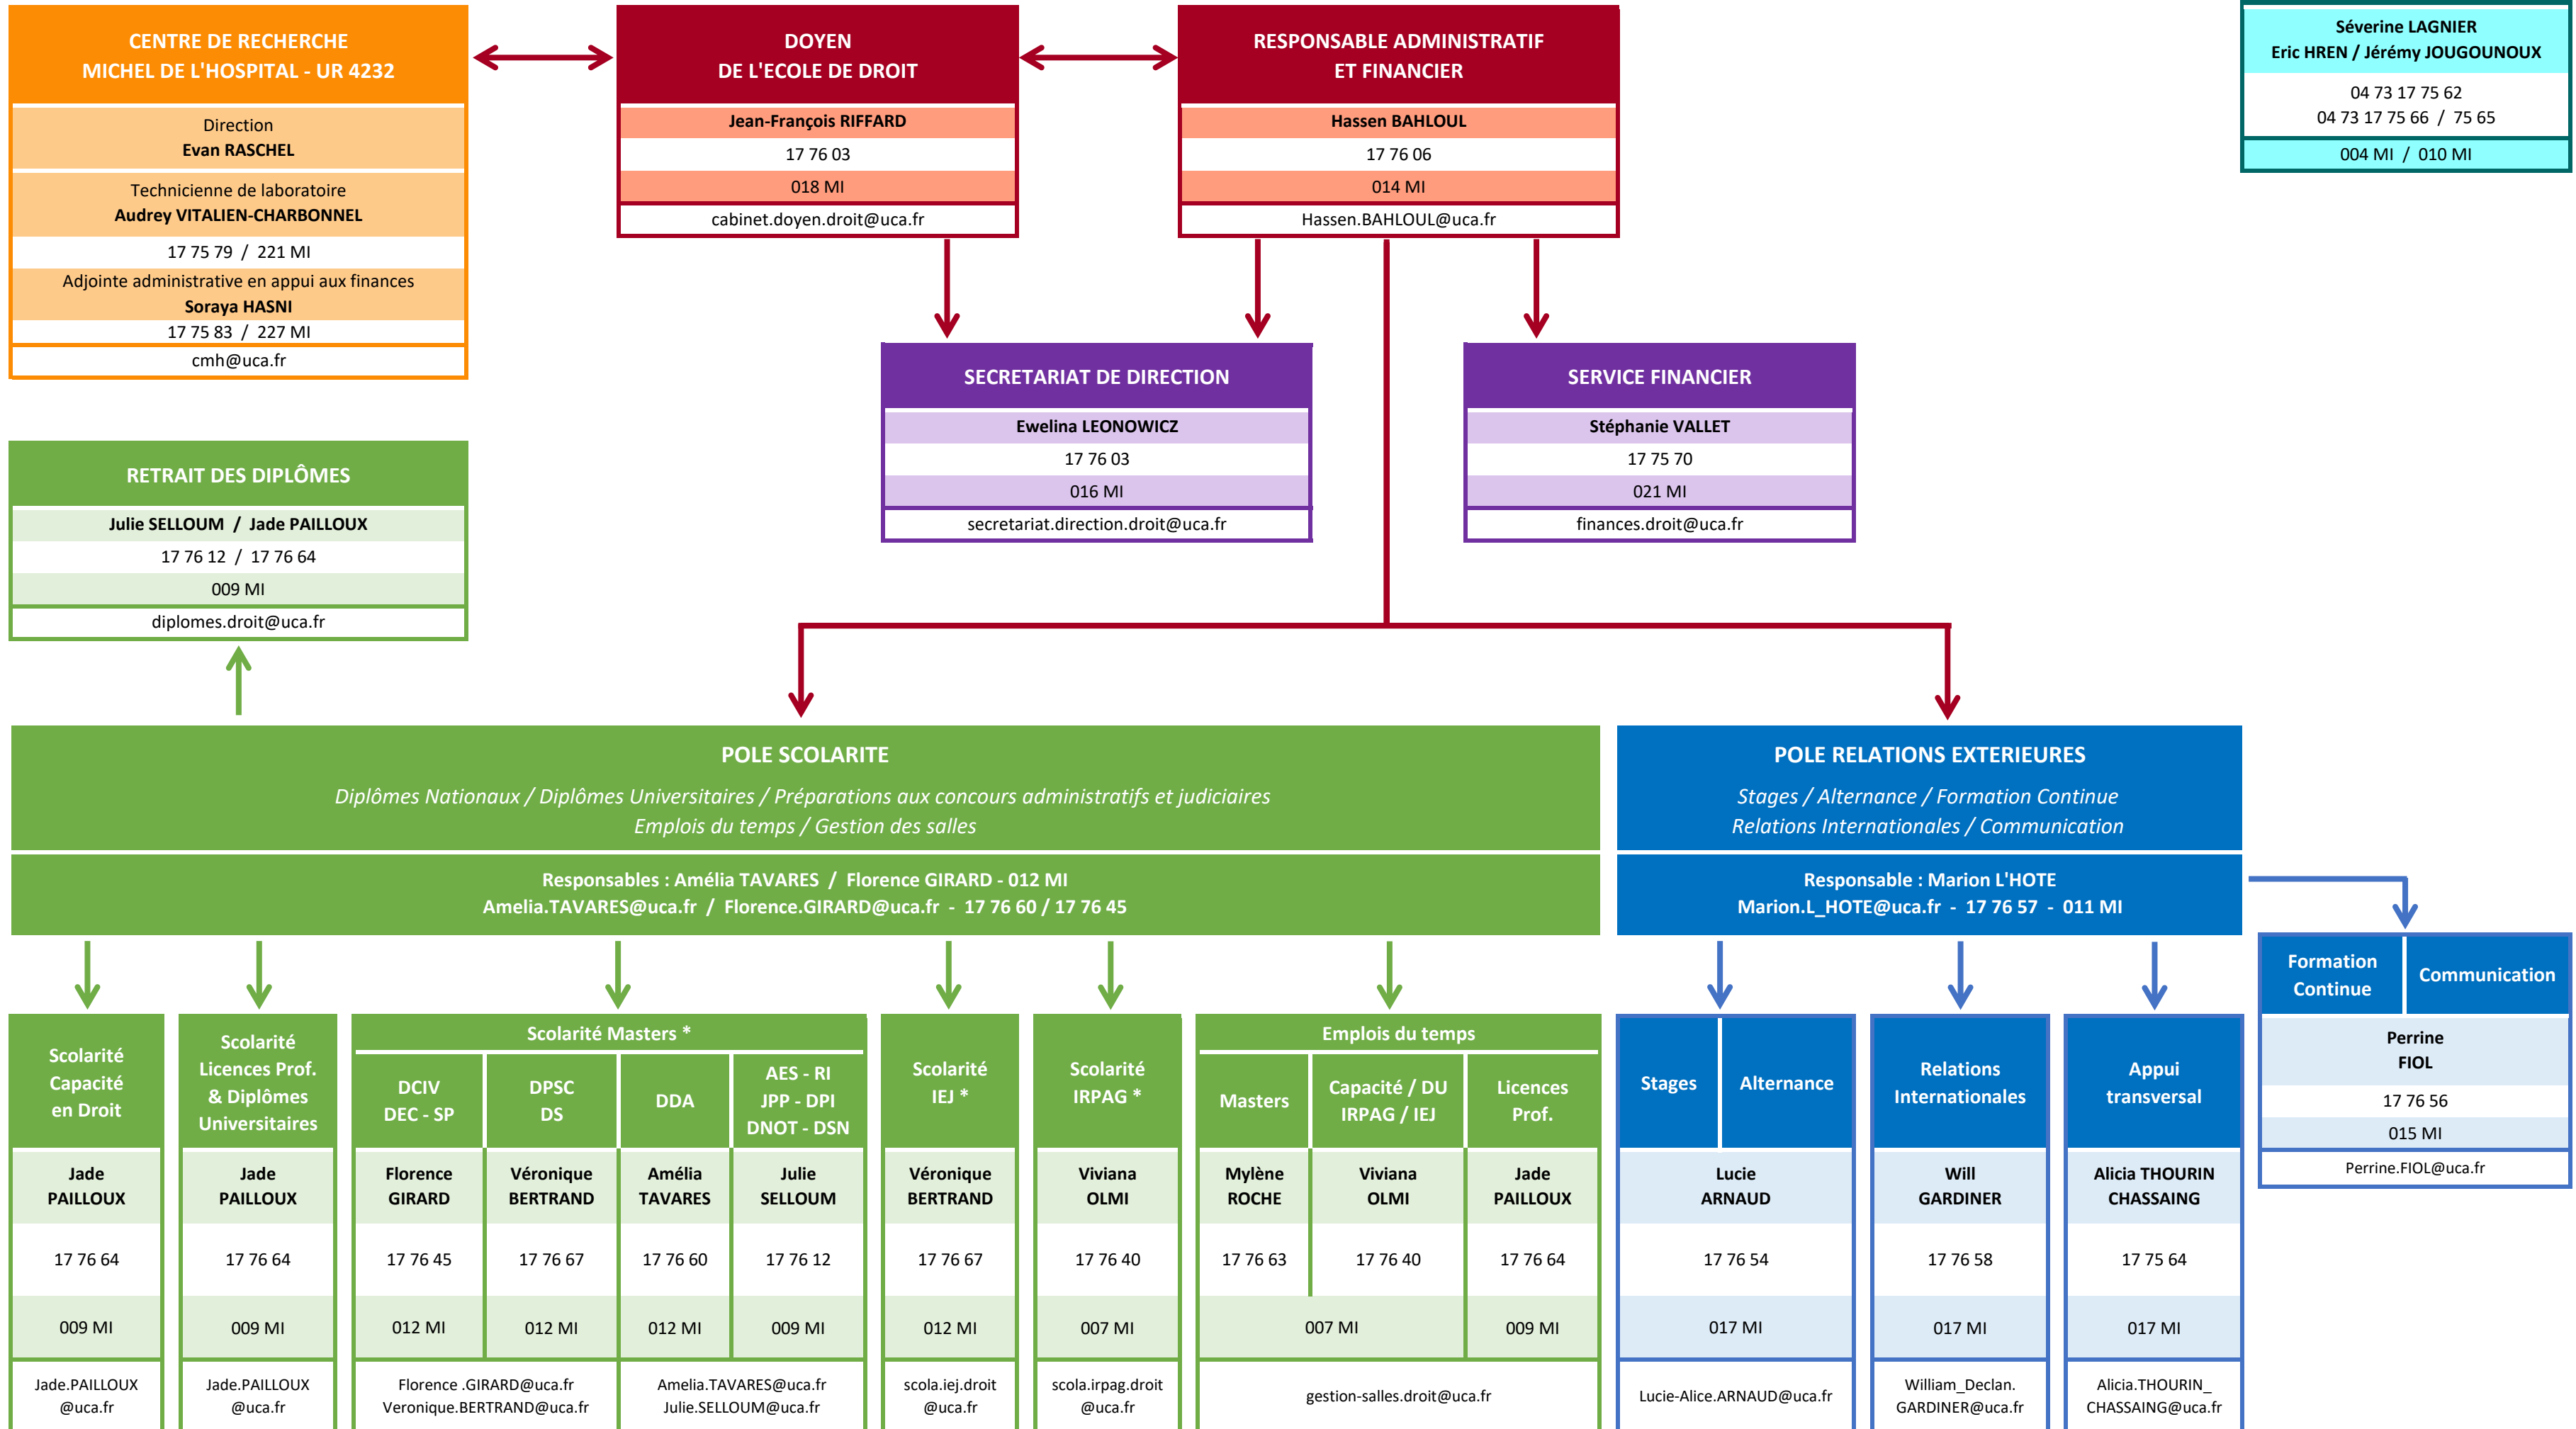 CENTRE DE RECHERCHE
MICHEL DE L'HOSPITAL - UR 4232
Direction
Evan RASCHEL
Technicienne de laboratoire
Audrey VITALIEN-CHARBONNEL
17 75 79 / 221 MI
Adjointe administrative en appui aux finances
Soraya HASNI
17 75 83 / 227 MI
cmh@uca.fr
DOYEN
DE L'ECOLE DE DROIT
Jean-François RIFFARD
17 76 03
018 MI
cabinet.doyen.droit@uca.fr
RESPONSABLE ADMINISTRATIF
ET FINANCIER
Hassen BAHLOUL
17 76 06
014 MI
Hassen.BAHLOUL@uca.fr
Séverine LAGNIER
Eric HREN / Jérémy JOUGOUNOUX
04 73 17 75 62
04 73 17 75 66 / 75 65
004 MI / 010 MI
SECRETARIAT DE DIRECTION
Ewelina LEONOWICZ
17 76 03
016 MI
secretariat.direction.droit@uca.fr
SERVICE FINANCIER
Stéphanie VALLET
17 75 70
021 MI
finances.droit@uca.fr
RETRAIT DES DIPLÔMES
Julie SELLOUM / Jade PAILLOUX
17 76 12 / 17 76 64
009 MI
diplomes.droit@uca.fr
POLE SCOLARITE
Diplômes Nationaux / Diplômes Universitaires / Préparations aux concours administratifs et judiciaires
Emplois du temps / Gestion des salles
Responsables : Amélia TAVARES / Florence GIRARD - 012 MI
Amelia.TAVARES@uca.fr / Florence.GIRARD@uca.fr - 17 76 60 / 17 76 45
POLE RELATIONS EXTERIEURES
Stages / Alternance / Formation Continue
Relations Internationales / Communication
Responsable : Marion L'HOTE
Marion.L_HOTE@uca.fr - 17 76 57 - 011 MI
Scolarité
Capacité
en Droit
Jade
PAILLOUX
17 76 64
009 MI
Jade.PAILLOUX
@uca.fr
Scolarité
Licences Prof.
& Diplômes
Universitaires
Jade
PAILLOUX
17 76 64
009 MI
Jade.PAILLOUX
@uca.fr
Scolarité Masters *
DCIV
DEC - SP
Florence
GIRARD
17 76 45
012 MI
DPSC
DS
Véronique
BERTRAND
17 76 67
012 MI
Florence .GIRARD@uca.fr
Veronique.BERTRAND@uca.fr
DDA
Amélia
TAVARES
17 76 60
012 MI
AES - RI
JPP - DPI
DNOT - DSN
Julie
SELLOUM
17 76 12
009 MI
Amelia.TAVARES@uca.fr
Julie.SELLOUM@uca.fr
Scolarité
IEJ *
Véronique
BERTRAND
17 76 67
012 MI
scola.iej.droit
@uca.fr
Scolarité
IRPAG *
Viviana
OLMI
17 76 40
007 MI
scola.irpag.droit
@uca.fr
Emplois du temps
Masters
Mylène
ROCHE
17 76 63
Capacité / DU
IRPAG / IEJ
Viviana
OLMI
17 76 40
007 MI
Licences
Prof.
Jade
PAILLOUX
17 76 64
009 MI
gestion-salles.droit@uca.fr
Stages
Alternance
Lucie
ARNAUD
17 76 54
017 MI
Lucie-Alice.ARNAUD@uca.fr
Relations
Internationales
Will
GARDINER
17 76 58
017 MI
William_Declan.
GARDINER@uca.fr
Appui
transversal
Alicia THOURIN
CHASSAING
17 75 64
017 MI
Alicia.THOURIN_
CHASSAING@uca.fr
Formation
Continue
Communication
Perrine
FIOL
17 76 56
015 MI
Perrine.FIOL@uca.fr